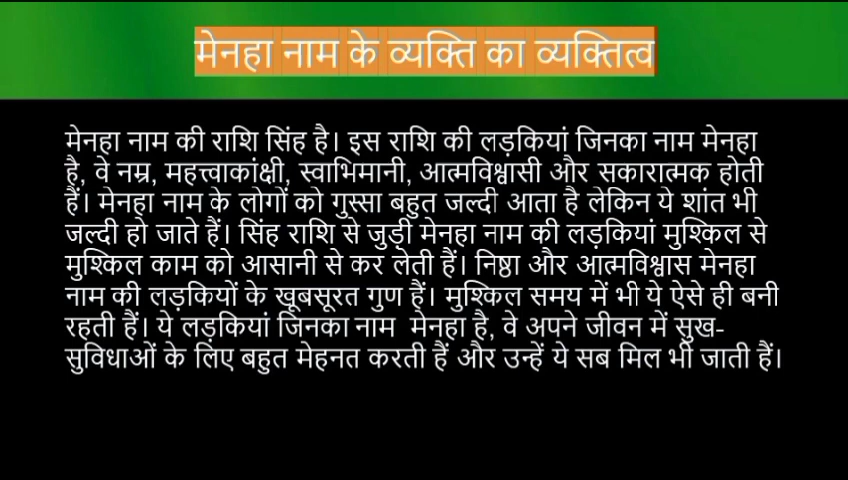 मेनहा नाम के व्यक्ति का व्यक्तित्व
मेनहा नाम की राशि सिंह है। इस राशि की लड़कियां जिनका नाम मेनहा
है, वे नम्र, महत्त्वाकांक्षी, स्वाभिमानी, आत्मविश्वासी और सकारात्मक होती
हैं। मेनहा नाम के लोगों को गुस्सा बहुत जल्दी आता है लेकिन ये शांत भी
जल्दी हो जाते हैं। सिंह राशि से जुड़ी मेनहा नाम की लड़कियां मुश्किल से
मुश्किल काम को आसानी से कर लेती हैं। निष्ठा और आत्मविश्वास मेनहा
नाम की लड़कियों के खूबसूरत गुण हैं। मुश्किल समय में भी ये ऐसे ही बनी
रहती हैं। ये लड़कियां जिनका नाम  मेनहा है, वे अपने जीवन में सुख-
सुविधाओं के लिए बहुत मेहनत करती हैं और उन्हें ये सब मिल भी जाती हैं।